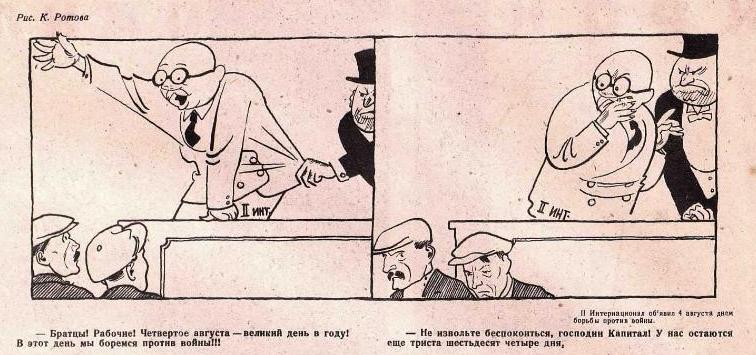 Рис. К. Ротова
II ИНТ.
II ИНТ.
II Интернационал об'явил 4 августа днем
борьбы против войны.
— Братцы! Рабочие! Четвертое августа — великий день в году!
В этот день мы боремся против войны!!!
— Не извольте беспокоиться, господин Капитал! У нас остаются
еще триста шестьдесят четыре дня,